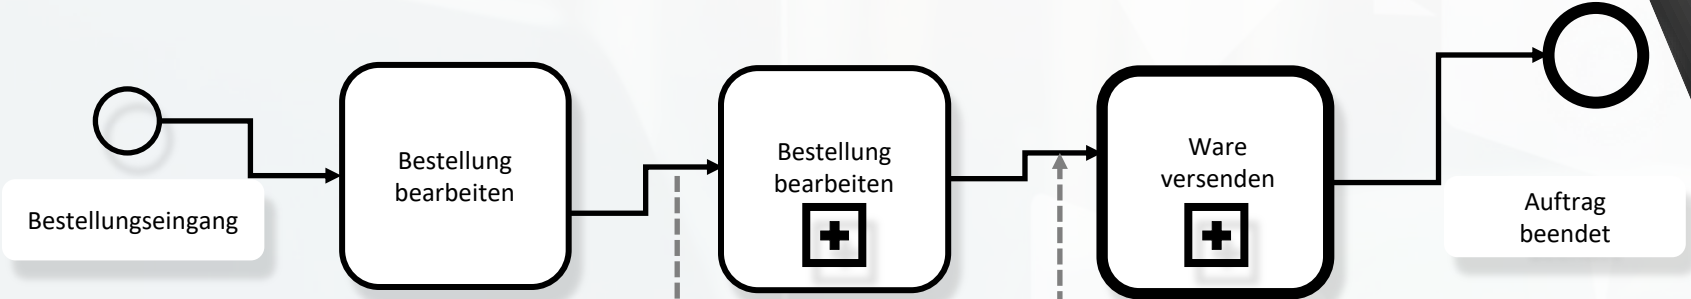 Bestellungseingang
Bestellung
bearbeiten
Bestellung
bearbeiten
Ware
versenden
Auftrag
beendet